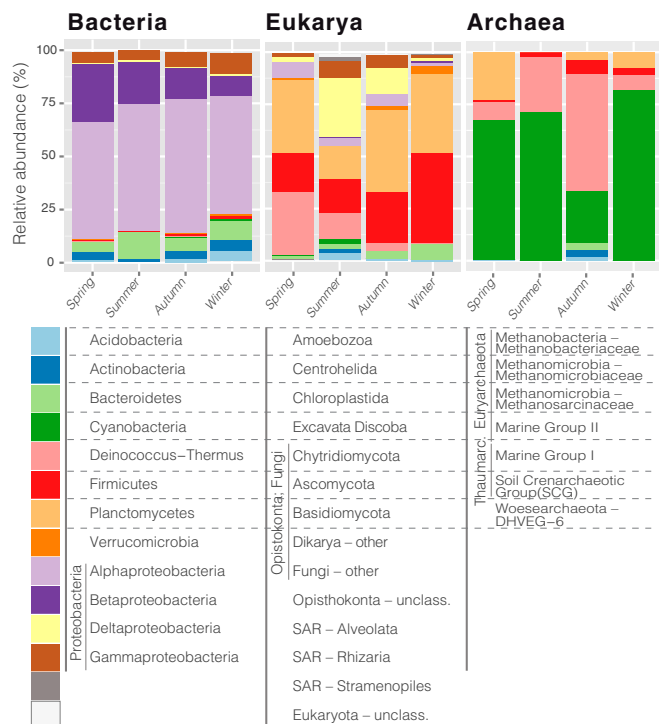 Bacteria Eukarya Archaea
Relative abundance (%)
100
75
50
25
0
Spring Summer Autumn Winter Spring Summer Autumn Winter Spring Summer Autumn Winter
Acidobacteria Amoebozoa Methanobacteria – Methanobacteriaceae
Actinobacteria Centrohelida Methanomicrobia – Methanomicrobiaceae
Bacteroidetes Chloroplastida Methanomicrobia – Methanosarcinaceae
Cyanobacteria Excavata Discoba Marine Group II
Deinococcus–Thermus Chytridiomycota Marine Group I
Firmicutes Ascomycota Soil Crenarchaeotic Group(SCG)
Planctomycetes Basidiomycota Woesearchaeota – DHVEG–6
Verrucomicrobia Dikarya – other
Alphaproteobacteria Fungi – other
Betaproteobacteria Opisthokonta – unclass.
Deltaproteobacteria SAR – Alveolata
Gammaproteobacteria SAR – Rhizaria
SAR – Stramenopiles
Eukaryota – unclass.
Proteobacteria
Opistokonta; Fungi
Thaumarc. Euryarchaeota